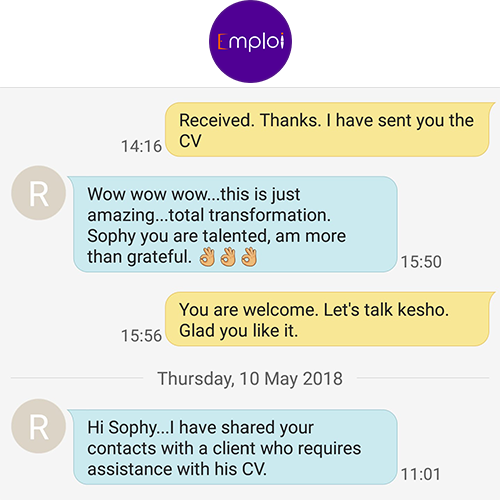 Emploi
Received. Thanks. I have sent you the
CV
14:16
R
Wow wow wow...this is just
amazing...total transformation.
Sophy you are talented, am more
than grateful. 👌👌👌
15:50
You are welcome. Let's talk kesho.
Glad you like it.
15:56
Thursday, 10 May 2018
R
Hi Sophy...I have shared your
contacts with a client who requires
assistance with his CV.
11:01